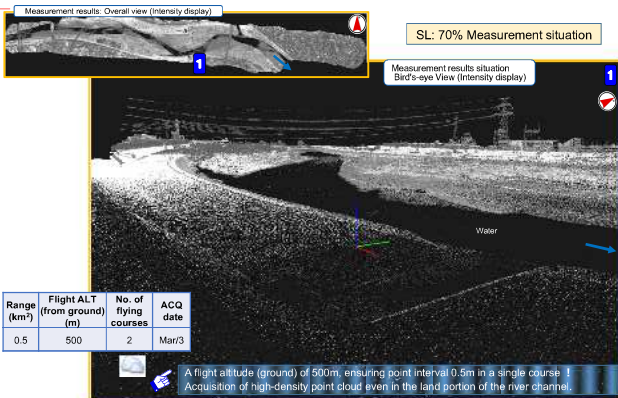 Measurement results: Overall view (Intensity display)
SL: 70% Measurement situation
1
Measurement results situation
Bird's-eye View (Intensity display)
1
Water
Range (km²) Flight ALT (from ground) (m) No. of flying courses ACQ date
0.5 500 2 Mar/3
A flight altitude (ground) of 500m, ensuring point interval 0.5m in a single course !
Acquisition of high-density point cloud even in the land portion of the river channel.